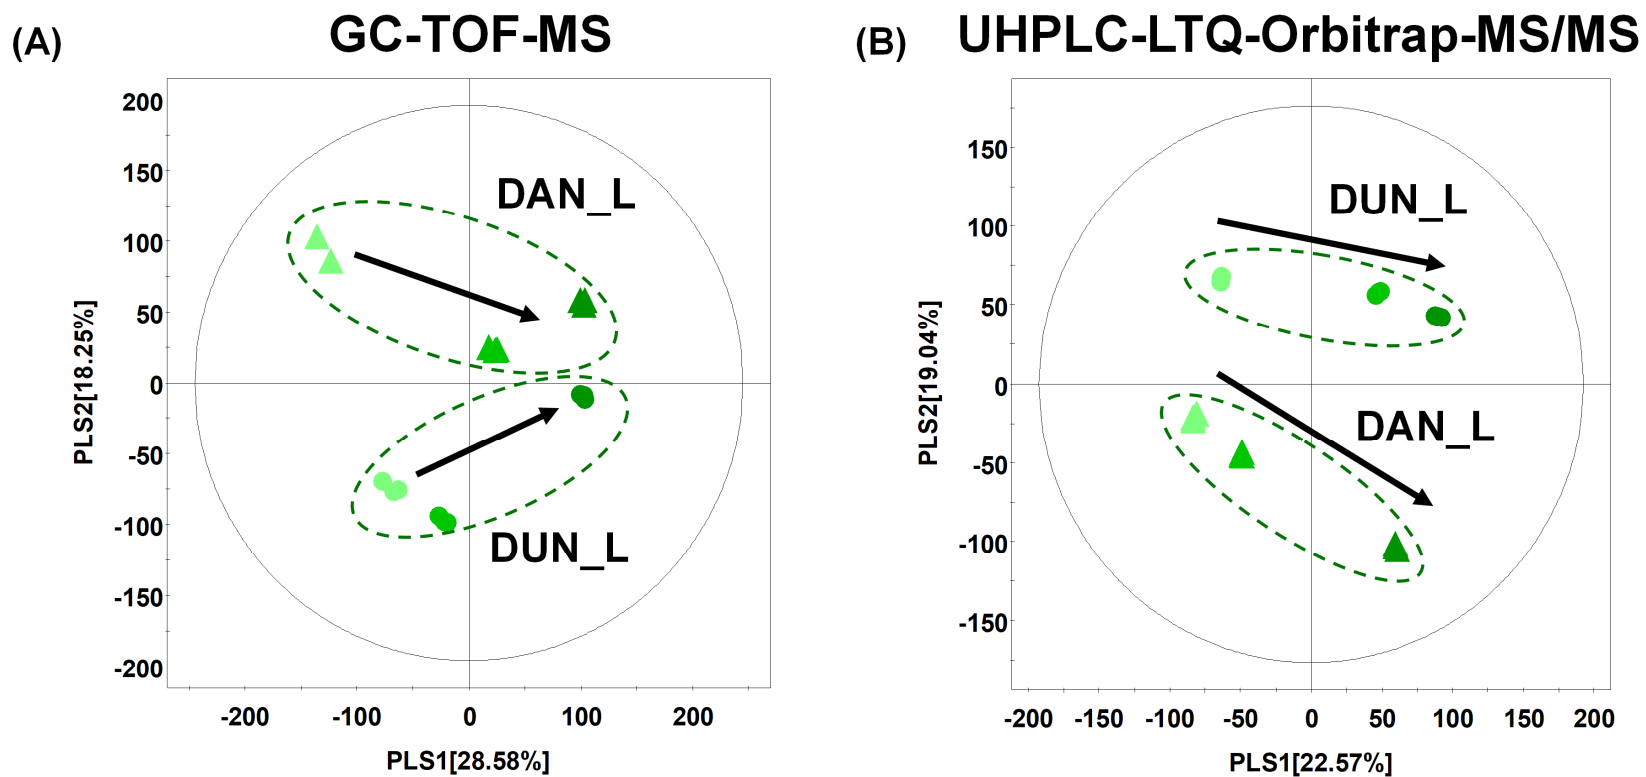 (A) GC-TOF-MS
200
150
100
50
0
-50
-100
-150
-200
PLS2[18.25%]
DAN_L
DUN_L
-200 -100 0 100 200
PLS1[28.58%]
(B) UHPLC-LTQ-Orbitrap-MS/MS
150
100
50
0
-50
-100
-150
PLS2[19.04%]
DUN_L
DAN_L
-200 -150 -100 -50 0 50 100 150 200
PLS1[22.57%]